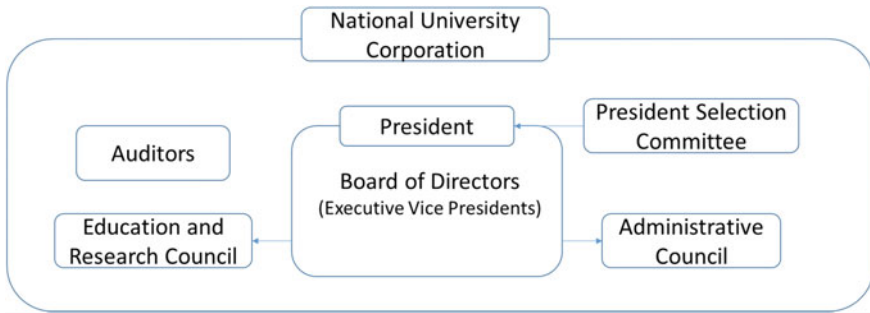 National University
Corporation
President
President Selection
Committee
Auditors
Board of Directors
(Executive Vice Presidents)
Education and
Research Council
Administrative
Council